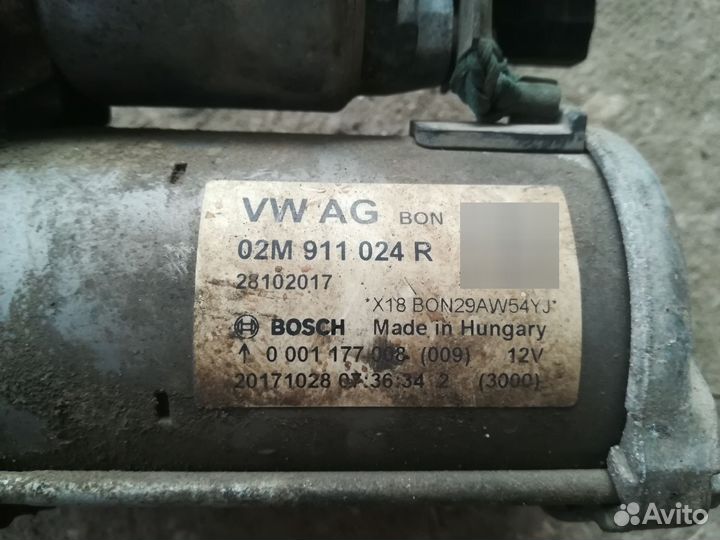 VW AG BON
02M 911 024 R
28102017
*X18 BON29AW54YJ*
BOSCH Made in Hungary
↑ 0 001 177 008 (009) 12V
20171028 07:36:34 2 (3000)
Avito